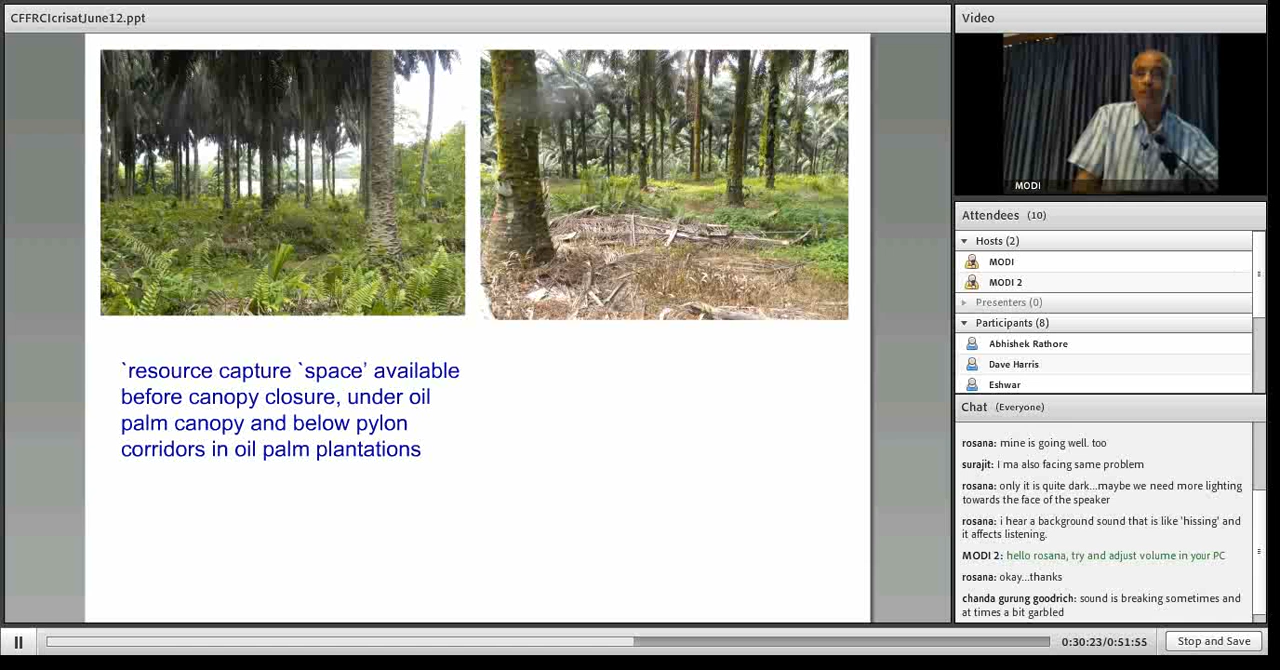 CFFRCIcrisatJune12.ppt
`resource capture `space' available
before canopy closure, under oil
palm canopy and below pylon
corridors in oil palm plantations
Video
MODI
Attendees (10)
Hosts (2)
MODI
MODI 2
Presenters (0)
Participants (8)
Abhishek Rathore
Dave Harris
Eshwar
Chat (Everyone)
rosana: mine is going well. too
surajit: I ma also facing same problem
rosana: only it is quite dark...maybe we need more lighting
towards the face of the speaker
rosana: i hear a background sound that is like 'hissing' and
it affects listening.
MODI 2: hello rosana, try and adjust volume in your PC
rosana: okay...thanks
chanda gurung goodrich: sound is breaking sometimes and
at times a bit garbled
0:30:23/0:51:55
Stop and Save